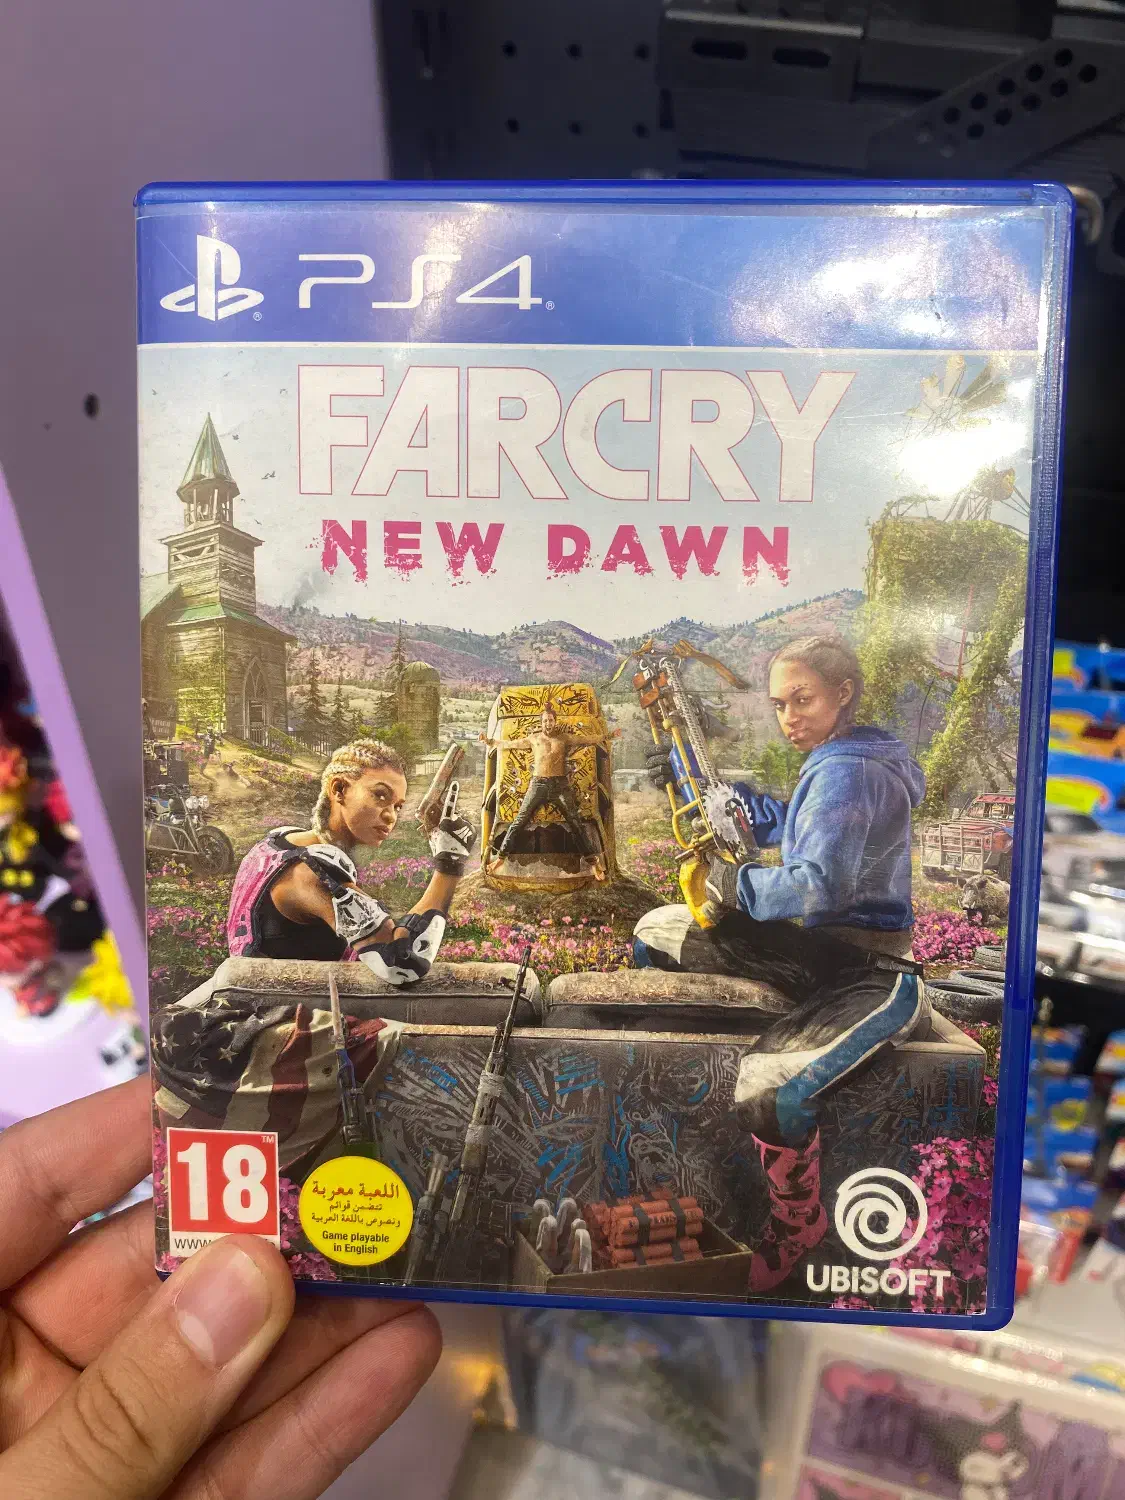 PS4
FARCRY
NEW DAWN
18
اللعبة معربة
تتضمن قوائم
ونصوص باللغة العربية
Game playable
in English
UBISOFT